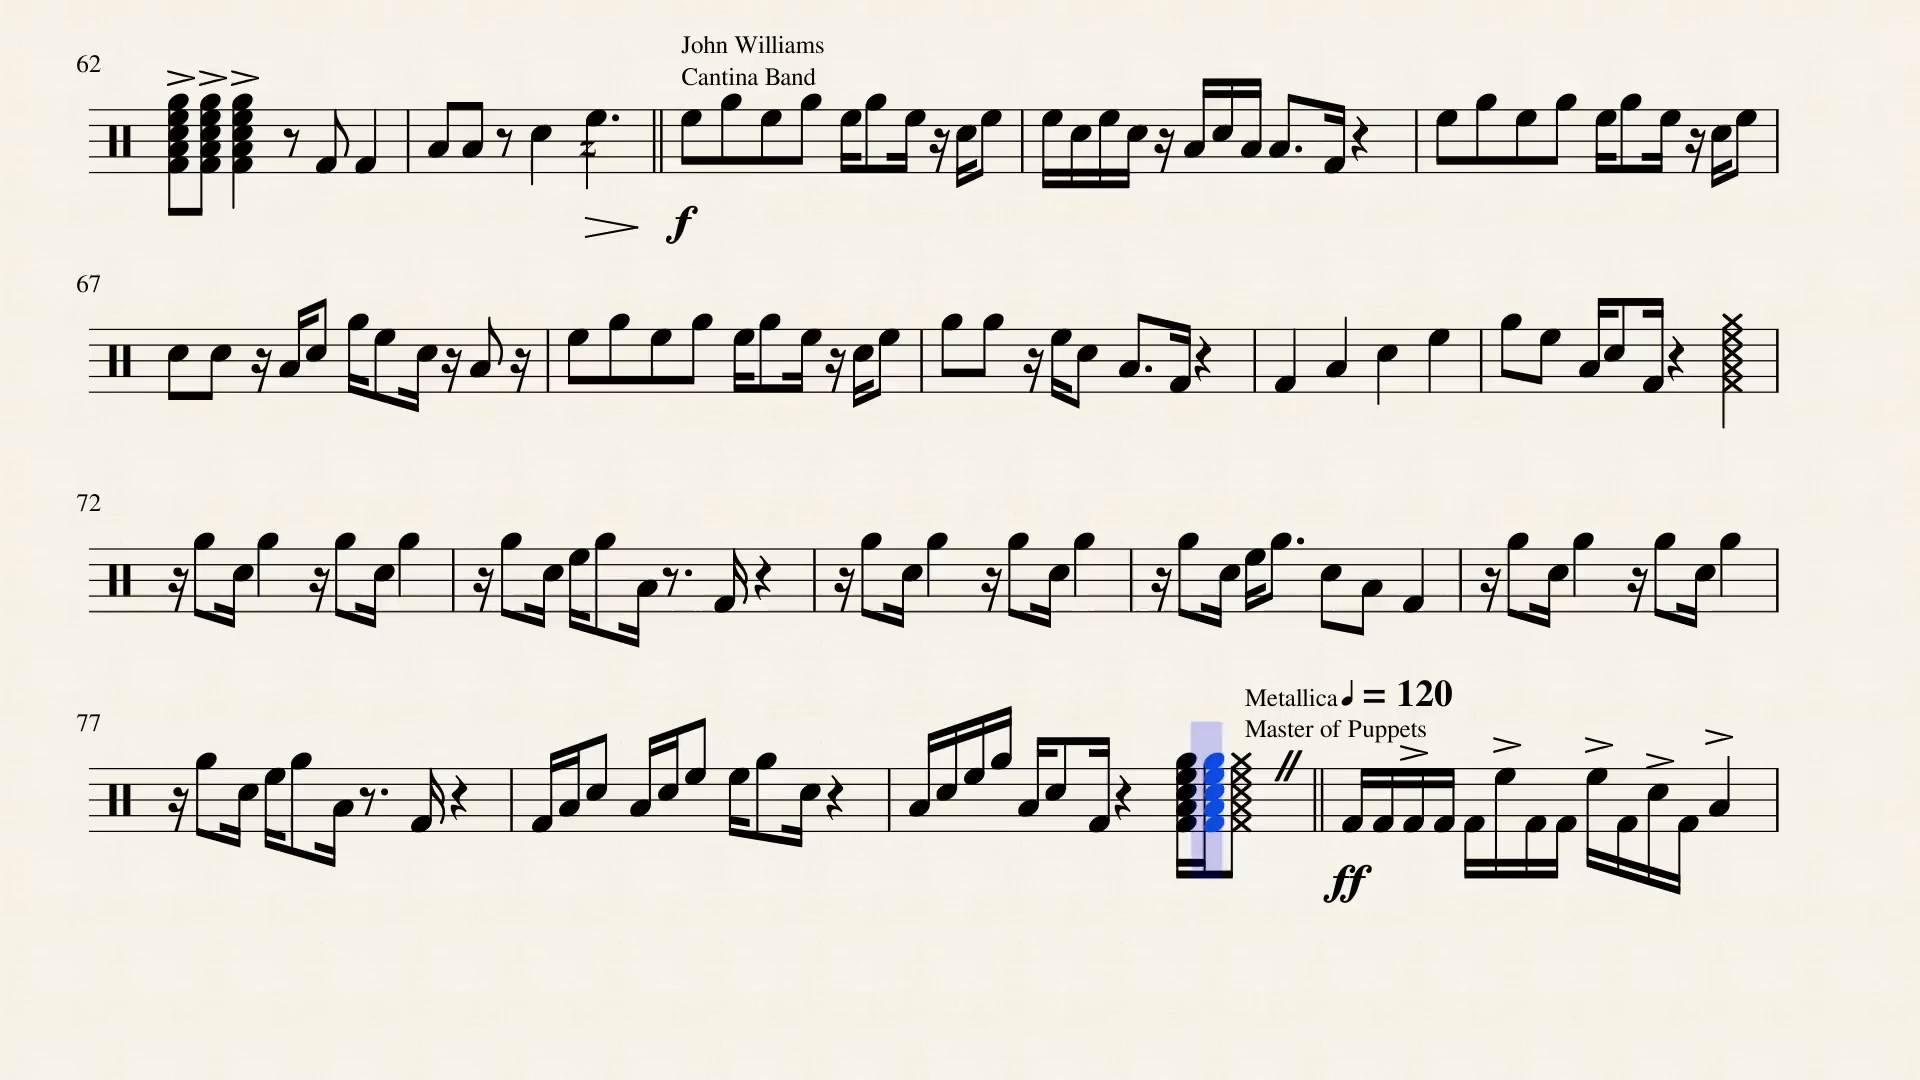 62
John Williams
Cantina Band
f
67
72
77
Metallica ♩ = 120
Master of Puppets
ff